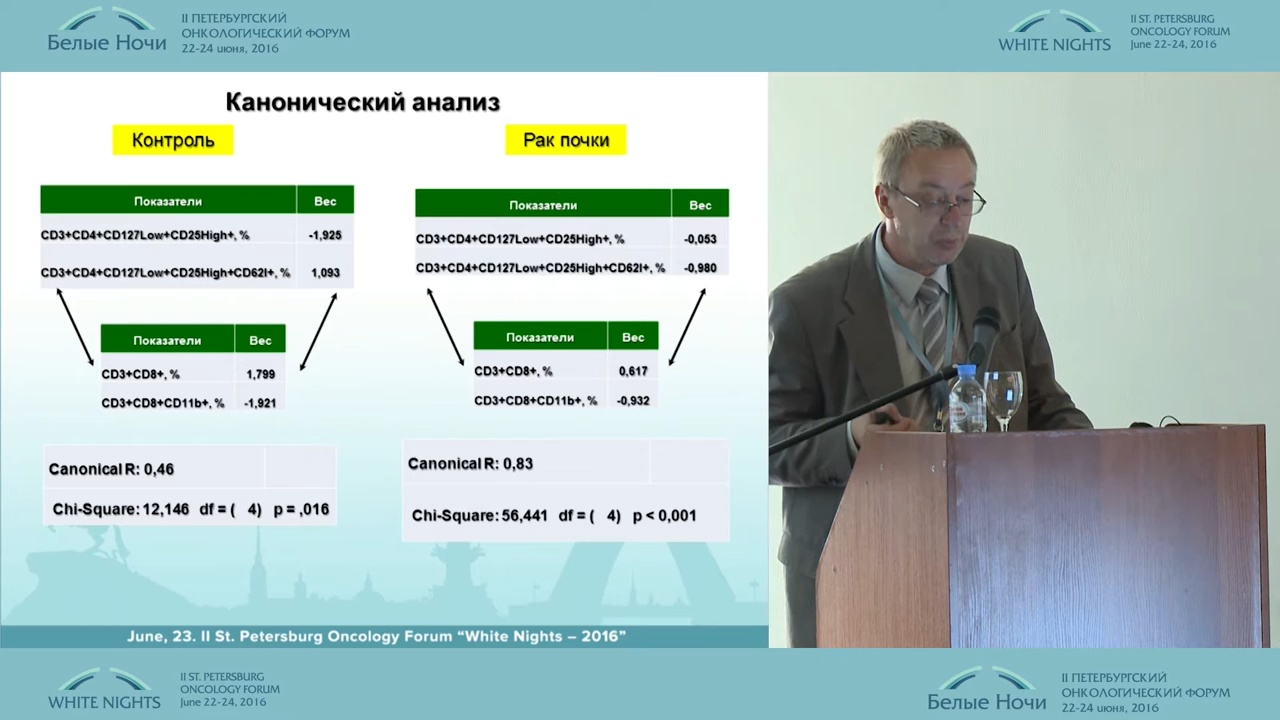 II ПЕТЕРБУРГСКИЙ
ОНКОЛОГИЧЕСКИЙ ФОРУМ
22-24 июня, 2016
Белые Ночи
II ST. PETERSBURG
ONCOLOGY FORUM
June 22-24, 2016
WHITE NIGHTS
Канонический анализ
Контроль
Показатели Вес
CD3+CD4+CD127Low+CD25High+, % -1,925
CD3+CD4+CD127Low+CD25High+CD62l+, % 1,093
Показатели Вес
CD3+CD8+, % 1,799
CD3+CD8+CD11b+, % -1,921
Canonical R: 0,46
Chi-Square: 12,146 df = ( 4) p = ,016
Рак почки
Показатели Вес
CD3+CD4+CD127Low+CD25High+, % -0,053
CD3+CD4+CD127Low+CD25High+CD62l+, % -0,980
Показатели Вес
CD3+CD8+, % 0,617
CD3+CD8+CD11b+, % -0,932
Canonical R: 0,83
Chi-Square: 56,441 df = ( 4) p < 0,001
June, 23. II St. Petersburg Oncology Forum “White Nights – 2016”
WHITE NIGHTS
II ST. PETERSBURG
ONCOLOGY FORUM
June 22-24, 2016
Белые Ночи
II ПЕТЕРБУРГСКИЙ
ОНКОЛОГИЧЕСКИЙ ФОРУМ
22-24 июня, 2016